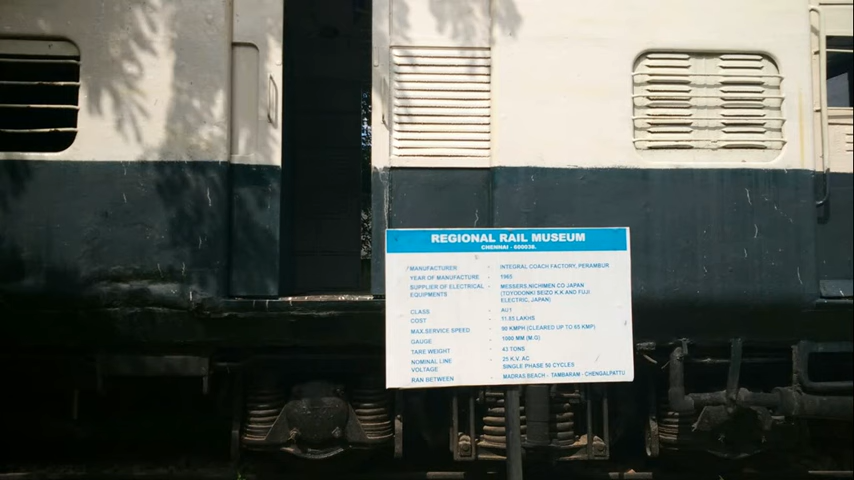 REGIONAL RAIL MUSEUM
CHENNAI - 600038.
MANUFACTURER - INTEGRAL COACH FACTORY, PERAMBUR
YEAR OF MANUFACTURE - 1965
SUPPLIER OF ELECTRICAL - MESSERS.NICHIMEN CO JAPAN
EQUIPMENTS (TOYODONKI SEIZO K.K AND FUJI
ELECTRIC, JAPAN)
CLASS - AU1
COST - 11.65 LAKHS
MAX.SERVICE SPEED - 90 KMPH (CLEARED UP TO 65 KMP)
GAUGE - 1000 MM (M.G)
TARE WEIGHT - 43 TONS
NOMINAL LINE - 25 K.V. AC
VOLTAGE SINGLE PHASE 50 CYCLES
RAN BETWEEN - MADRAS BEACH - TAMBARAM - CHENGALPATTU